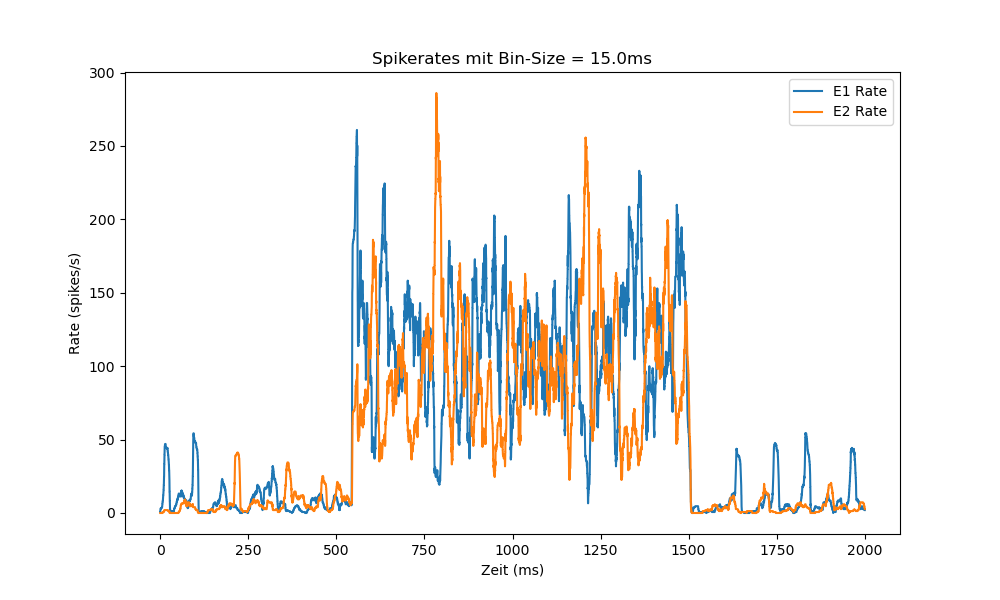 Spikerates mit Bin-Size = 15.0ms
E1 Rate
E2 Rate
300
250
200
150
100
50
0
Rate (spikes/s)
0 250 500 750 1000 1250 1500 1750 2000
Zeit (ms)